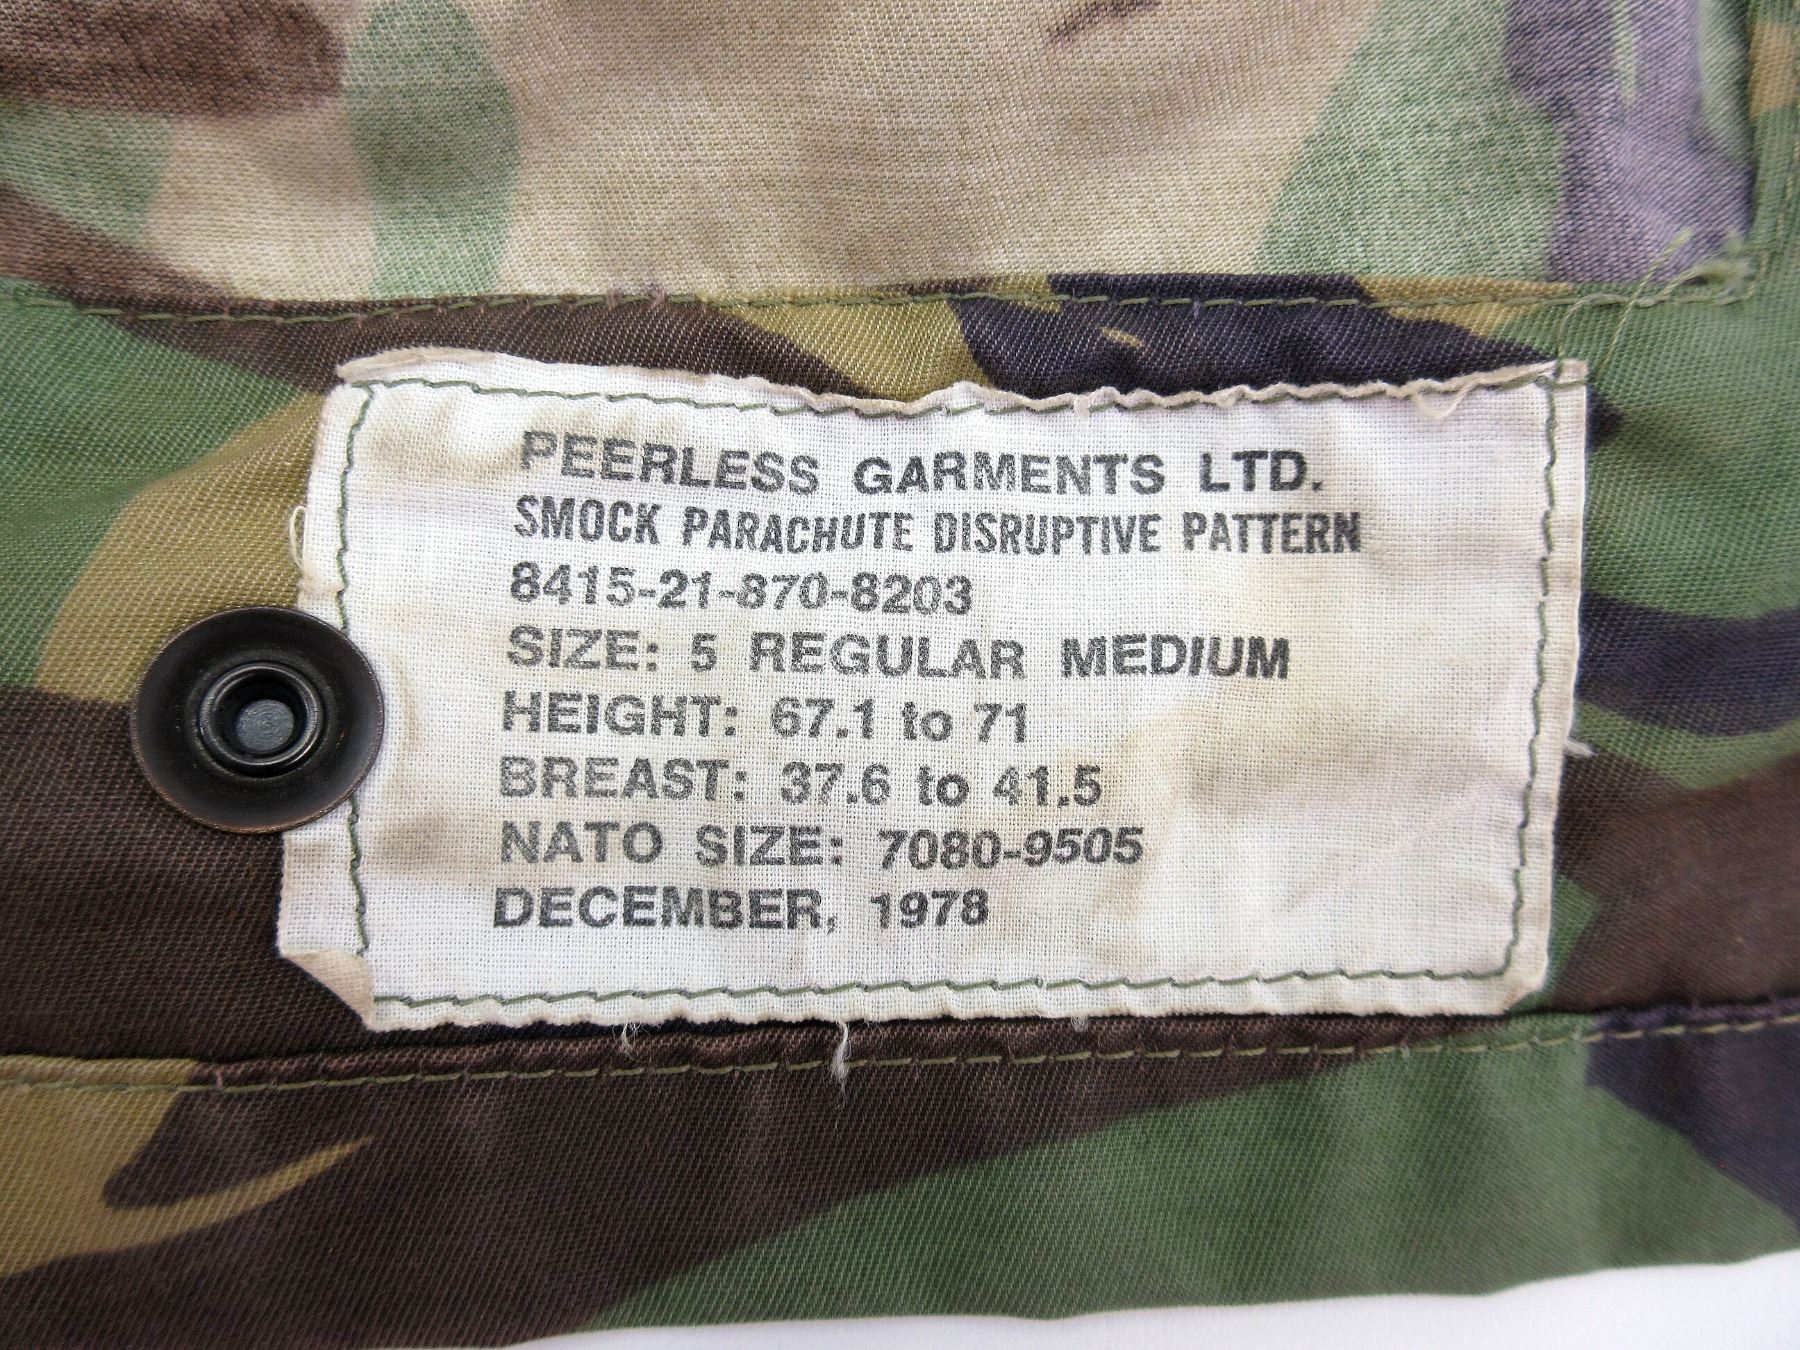 PEERLESS GARMENTS LTD.
SMOCK PARACHUTE DISRUPTIVE PATTERN
8415-21-870-8203
SIZE: 5 REGULAR MEDIUM
HEIGHT: 67.1 to 71
BREAST: 37.6 to 41.5
NATO SIZE: 7080-9505
DECEMBER, 1978